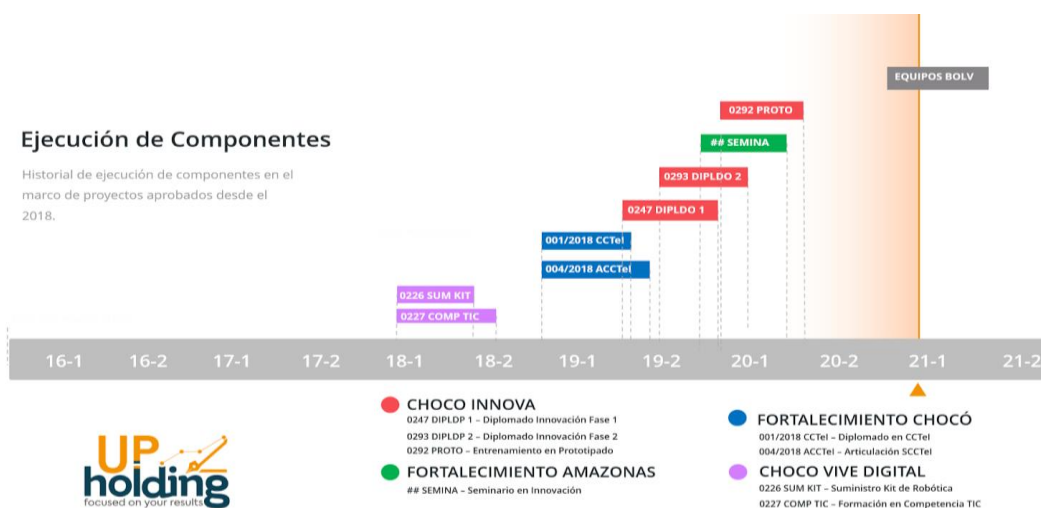 EQUIPOS BOLV
0292 PROTO
Ejecución de Componentes
## SEMINA
Historial de ejecución de componentes en el
marco de proyectos aprobados desde el
2018.
0293 DIPLDO 2
0247 DIPLDO 1
001/2018 CCTeI
004/2018 ACCTeI
0226 SUM KIT
0227 COMP TIC
16-1 16-2 17-1 17-2 18-1 18-2 19-1 19-2 20-1 20-2 21-1 21-2
CHOCO INNOVA
0247 DIPLDP 1 – Diplomado Innovación Fase 1
0293 DIPLDP 2 – Diplomado Innovación Fase 2
0292 PROTO – Entrenamiento en Prototipado
FORTALECIMIENTO AMAZONAS
## SEMINA – Seminario en Innovación
FORTALECIMIENTO CHOCÓ
001/2018 CCTeI – Diplomado en CCTeI
004/2018 ACCTeI – Articulación SCCTeI
CHOCO VIVE DIGITAL
0226 SUM KIT – Suministro Kit de Robótica
0227 COMP TIC – Formación en Competencia TIC
UP
holding
focused on your results